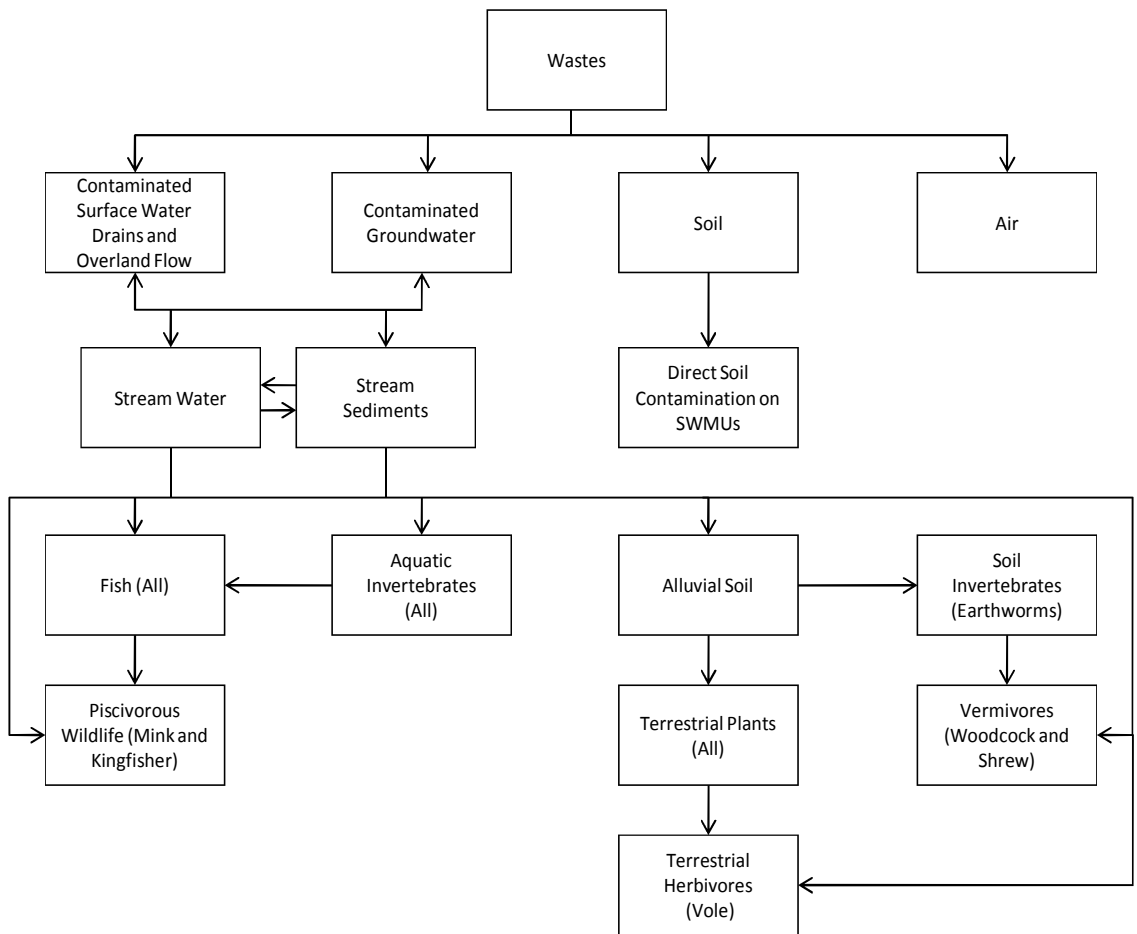 Wastes
Contaminated
Surface Water
Drains and
Overland Flow
Contaminated
Groundwater
Soil
Air
Stream Water
Stream
Sediments
Direct Soil
Contamination on
SWMUs
Fish (All)
Aquatic
Invertebrates
(All)
Alluvial Soil
Soil
Invertebrates
(Earthworms)
Piscivorous
Wildlife (Mink and
Kingfisher)
Terrestrial Plants
(All)
Vermivores
(Woodcock and
Shrew)
Terrestrial
Herbivores
(Vole)